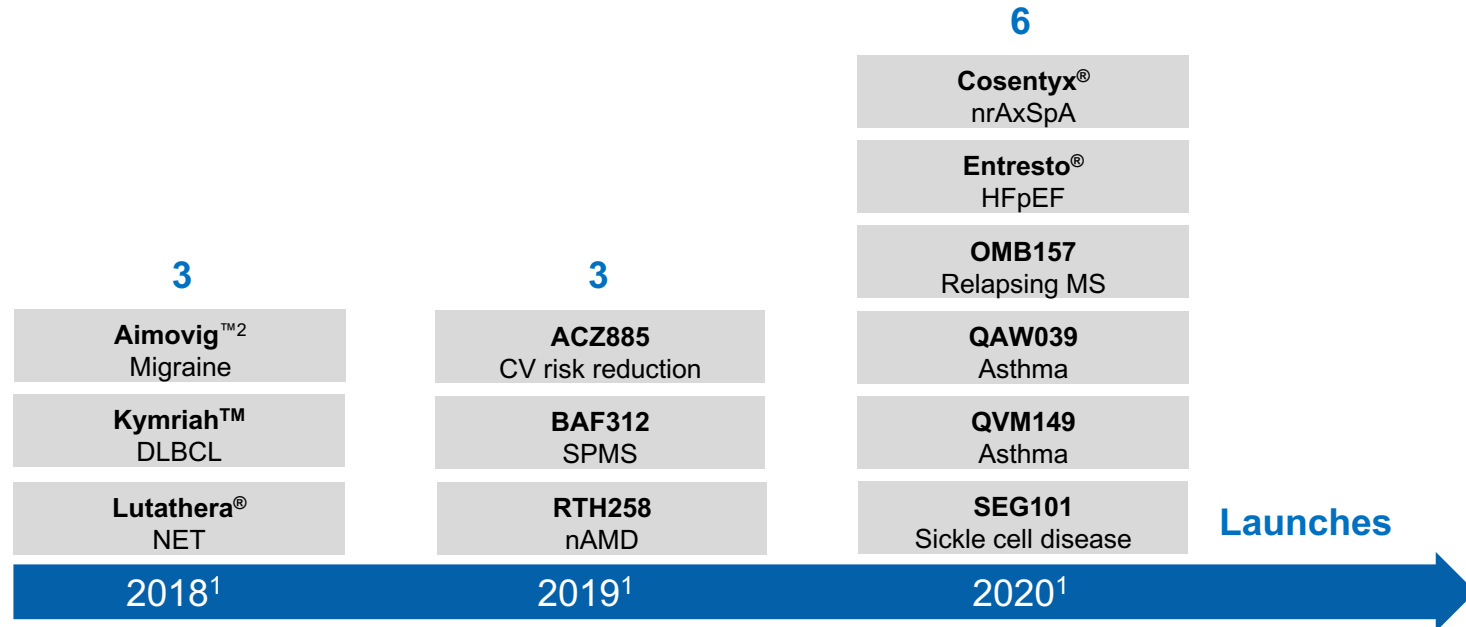 3
Aimovig™2
Migraine
Kymriah™
DLBCL
Lutathera®
NET
2018¹
3
ACZ885
CV risk reduction
BAF312
SPMS
RTH258
nAMD
2019¹
6
Cosentyx®
nrAxSpA
Entresto®
HFpEF
OMB157
Relapsing MS
QAW039
Asthma
QVM149
Asthma
SEG101
Sickle cell disease
2020¹
Launches